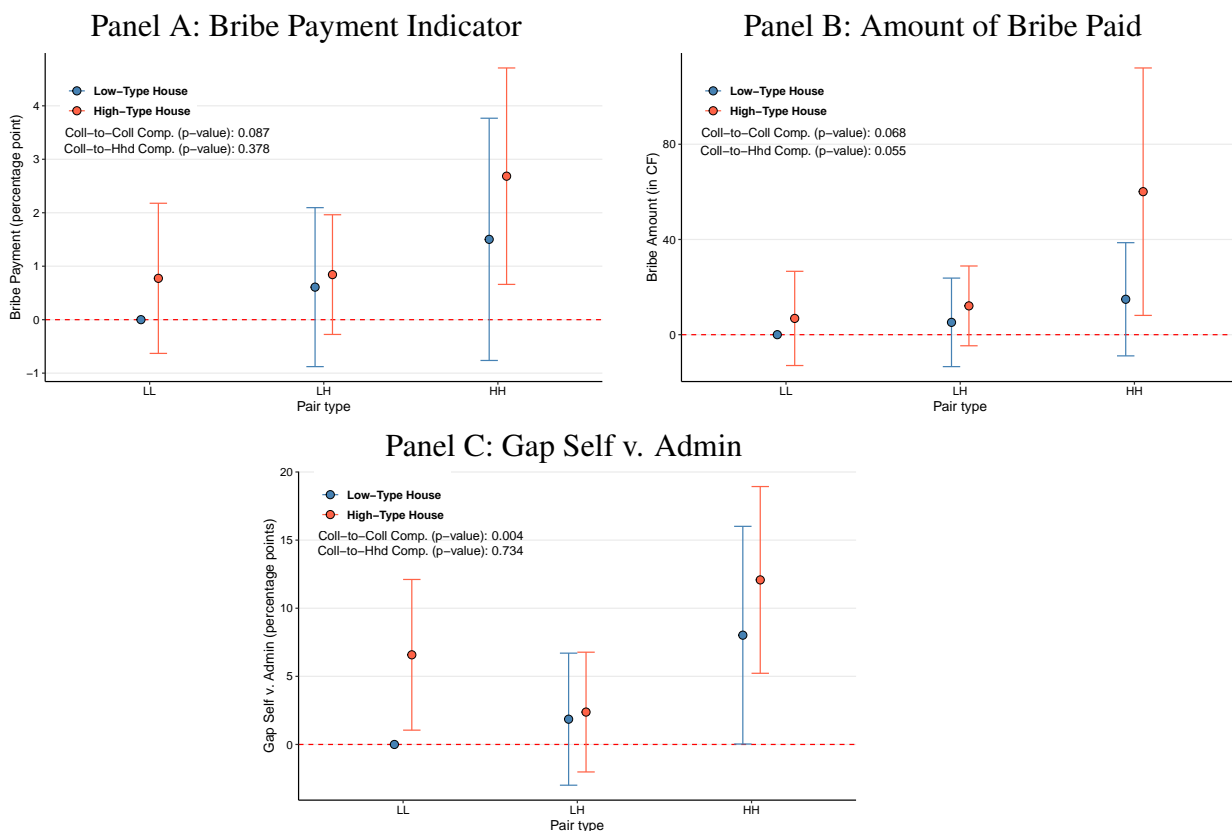 Panel A: Bribe Payment Indicator
Bribe Payment (percentage point)
4
3
2
1
0
−1
Low−Type House
High−Type House
Coll−to−Coll Comp. (p−value): 0.087
Coll−to−Hhd Comp. (p−value): 0.378
LL
LH
HH
Pair type
Panel B: Amount of Bribe Paid
Bribe Amount (in CF)
80
40
0
Low−Type House
High−Type House
Coll−to−Coll Comp. (p−value): 0.068
Coll−to−Hhd Comp. (p−value): 0.055
LL
LH
HH
Pair type
Panel C: Gap Self v. Admin
Gap Self v. Admin (percentage points)
20
15
10
5
0
Low−Type House
High−Type House
Coll−to−Coll Comp. (p−value): 0.004
Coll−to−Hhd Comp. (p−value): 0.734
LL
LH
HH
Pair type